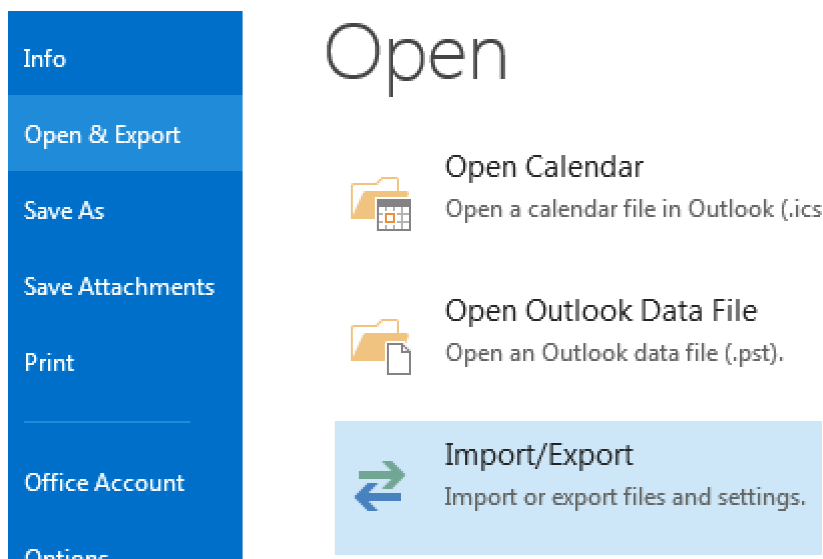 Info
Open & Export
Save As
Save Attachments
Print
Office Account
Options
Open
Open Calendar
Open a calendar file in Outlook (.ics
Open Outlook Data File
Open an Outlook data file (.pst).
Import/Export
Import or export files and settings.